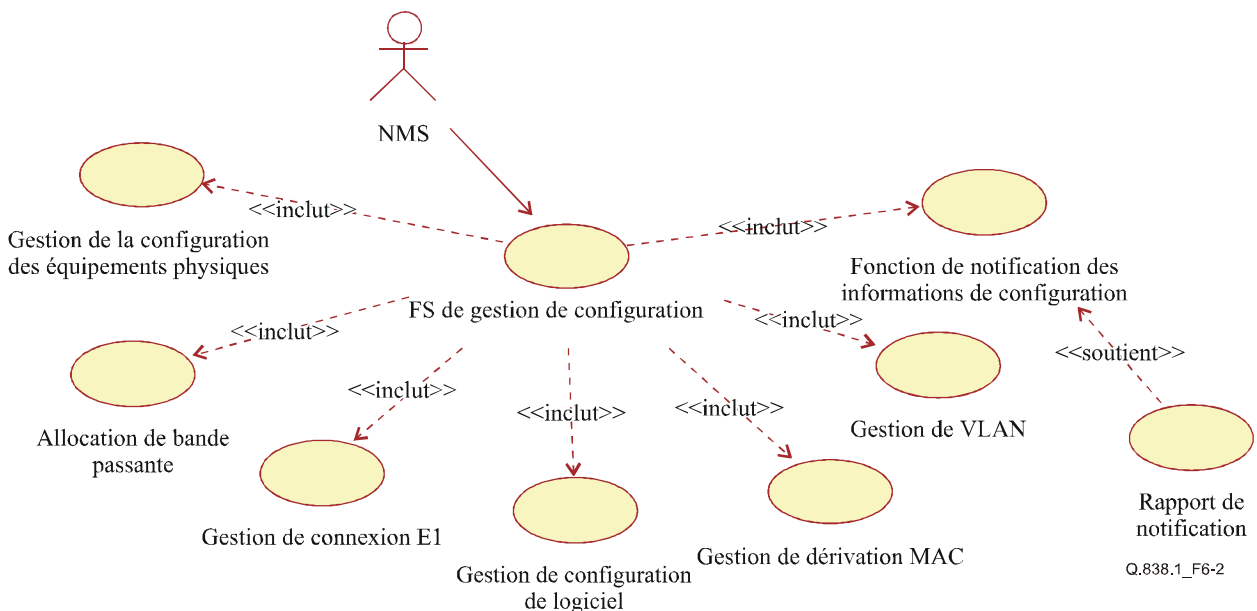 NMS
<<inclut>>
<<inclut>>
Gestion de la configuration
des équipements physiques
Fonction de notification des
informations de configuration
FS de gestion de configuration
<<inclut>>
<<inclut>>
<<soutient>>
<<inclut>>
<<inclut>>
<<inclut>>
Allocation de bande
passante
Gestion de VLAN
Gestion de connexion E1
Gestion de configuration
de logiciel
Gestion de dérivation MAC
Rapport de
notification
Q.838.1_F6-2